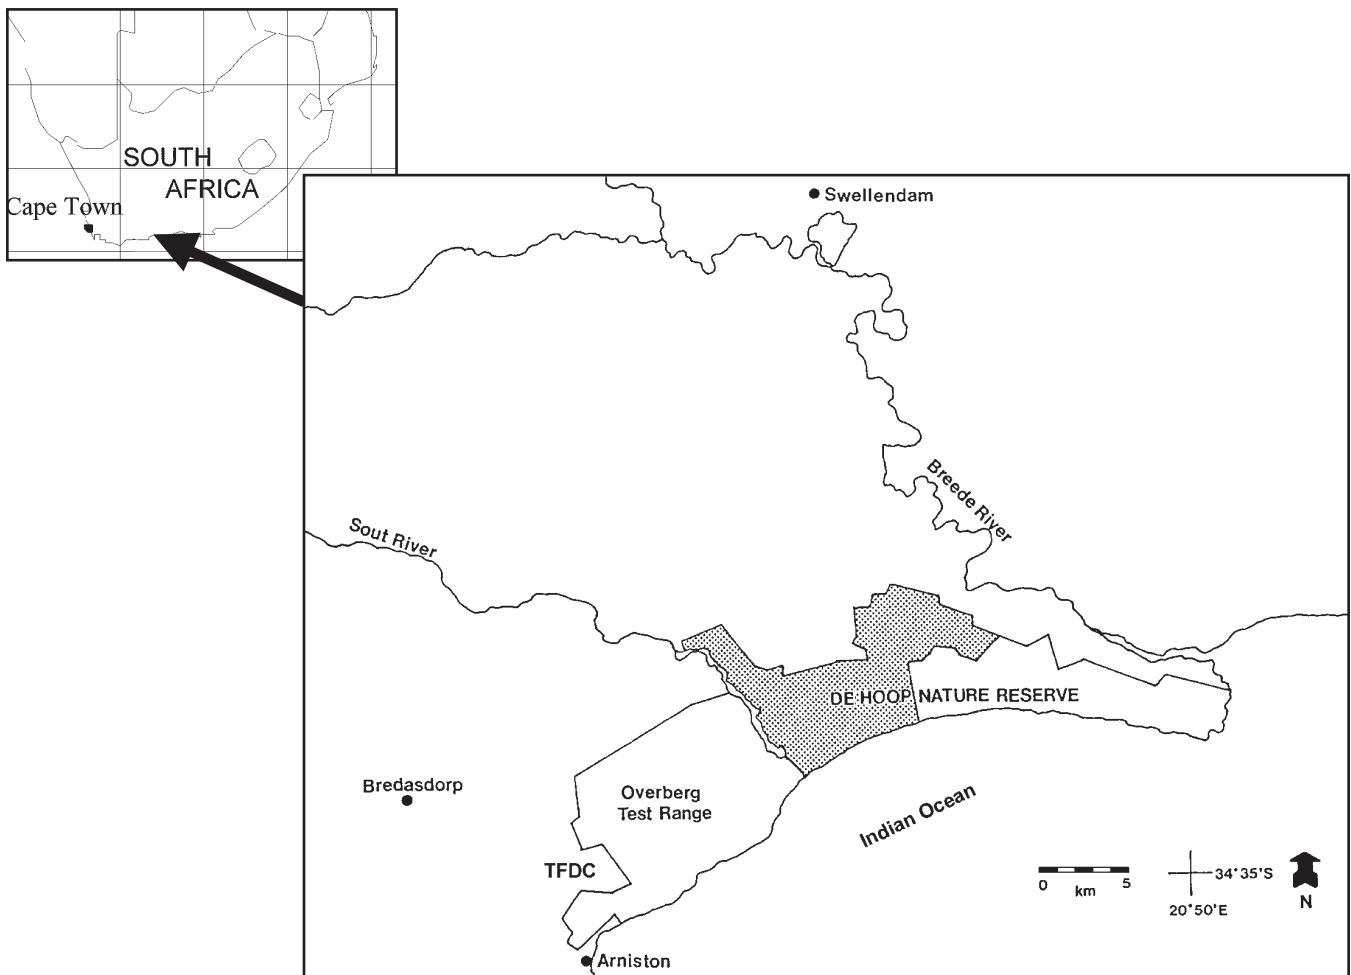 SOUTH
AFRICA
Cape Town
Swellendam
Breede River
Sout River
DE HOOP NATURE RESERVE
Bredasdorp
Overberg
Test Range
Indian Ocean
TFDC
0 km 5
34°35'S
20°50'E
N
Arniston